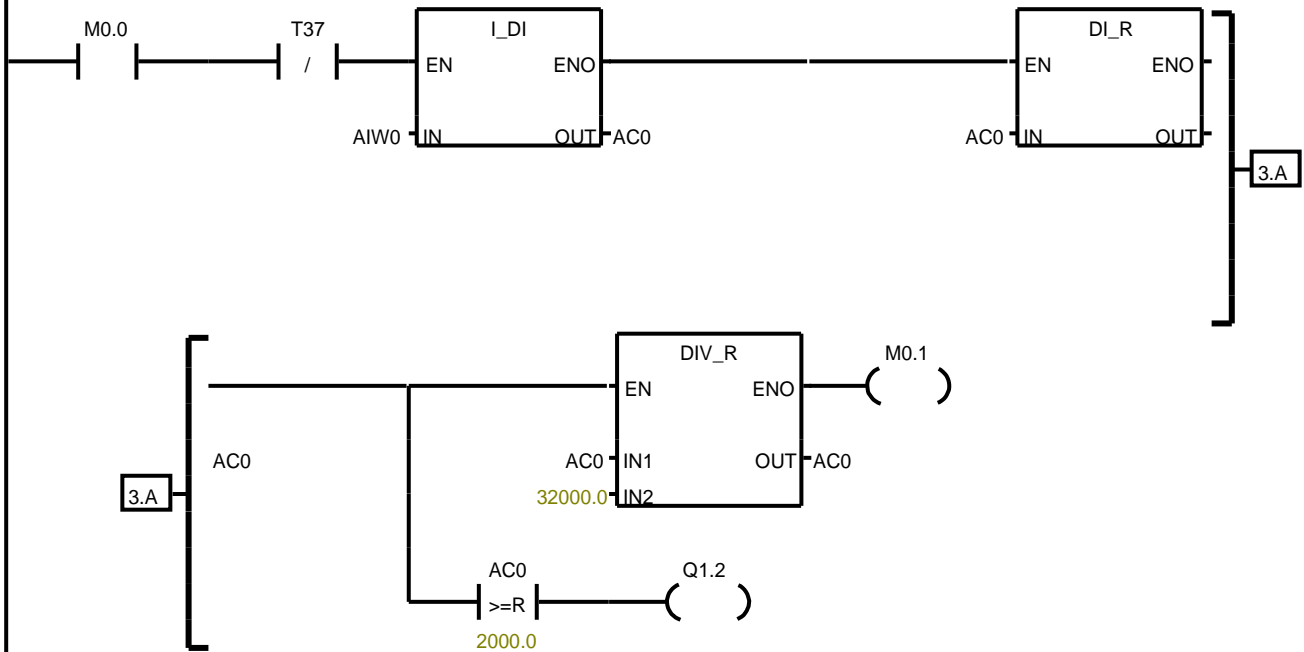 M0.0 T37 I_DI DI_R
/ EN ENO EN ENO
AIW0 IN OUT AC0 AC0 IN OUT
3.A
DIV_R M0.1
EN ENO
AC0 AC0 IN1 OUT AC0
3.A 32000.0 IN2
AC0 Q1.2
>=R
2000.0